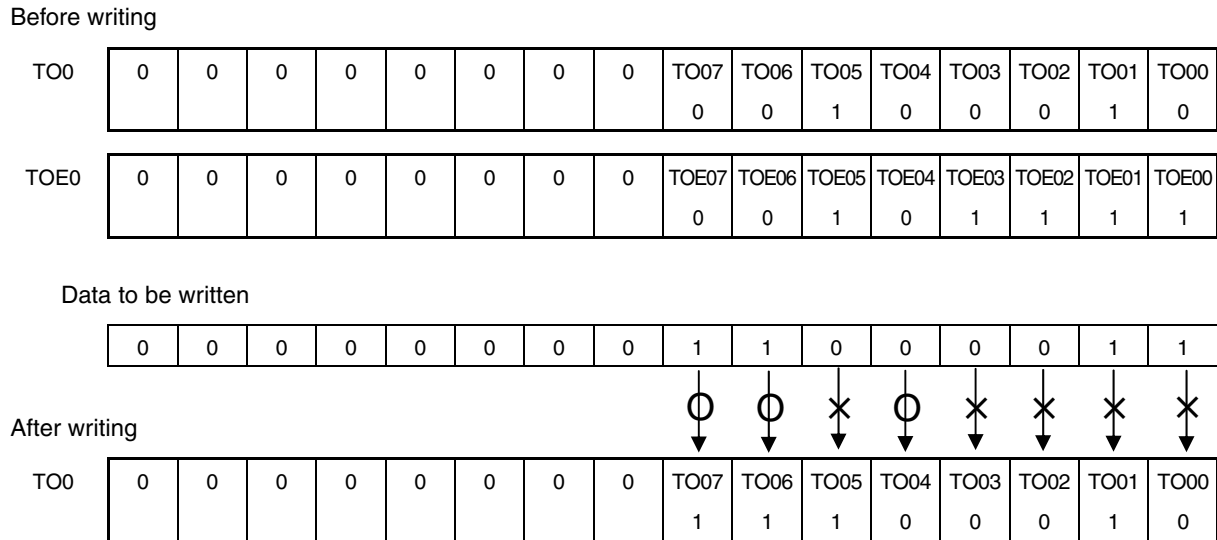 Before writing
TO0 0 0 0 0 0 0 0 0 TO07 TO06 TO05 TO04 TO03 TO02 TO01 TO00
0 0 1 0 0 0 1 0
TOE0 0 0 0 0 0 0 0 0 TOE07 TOE06 TOE05 TOE04 TOE03 TOE02 TOE01 TOE00
0 0 1 0 1 1 1 1
Data to be written
0 0 0 0 0 0 0 0 1 1 0 0 0 0 1 1
O O × O × × × ×
After writing
TO0 0 0 0 0 0 0 0 0 TO07 TO06 TO05 TO04 TO03 TO02 TO01 TO00
1 1 1 0 0 0 1 0